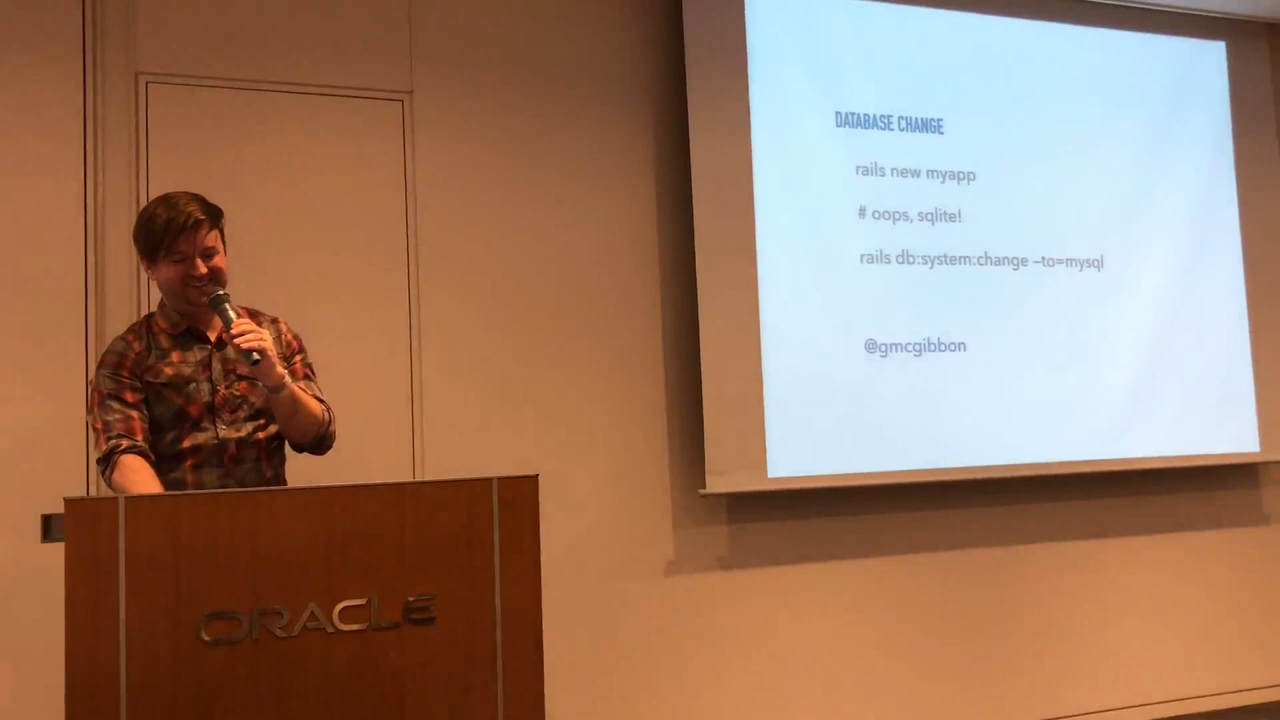 DATABASE CHANGE
rails new myapp
# oops, sqlite!
rails db:system:change –to=mysql
@gmcgibbon
ORACLE